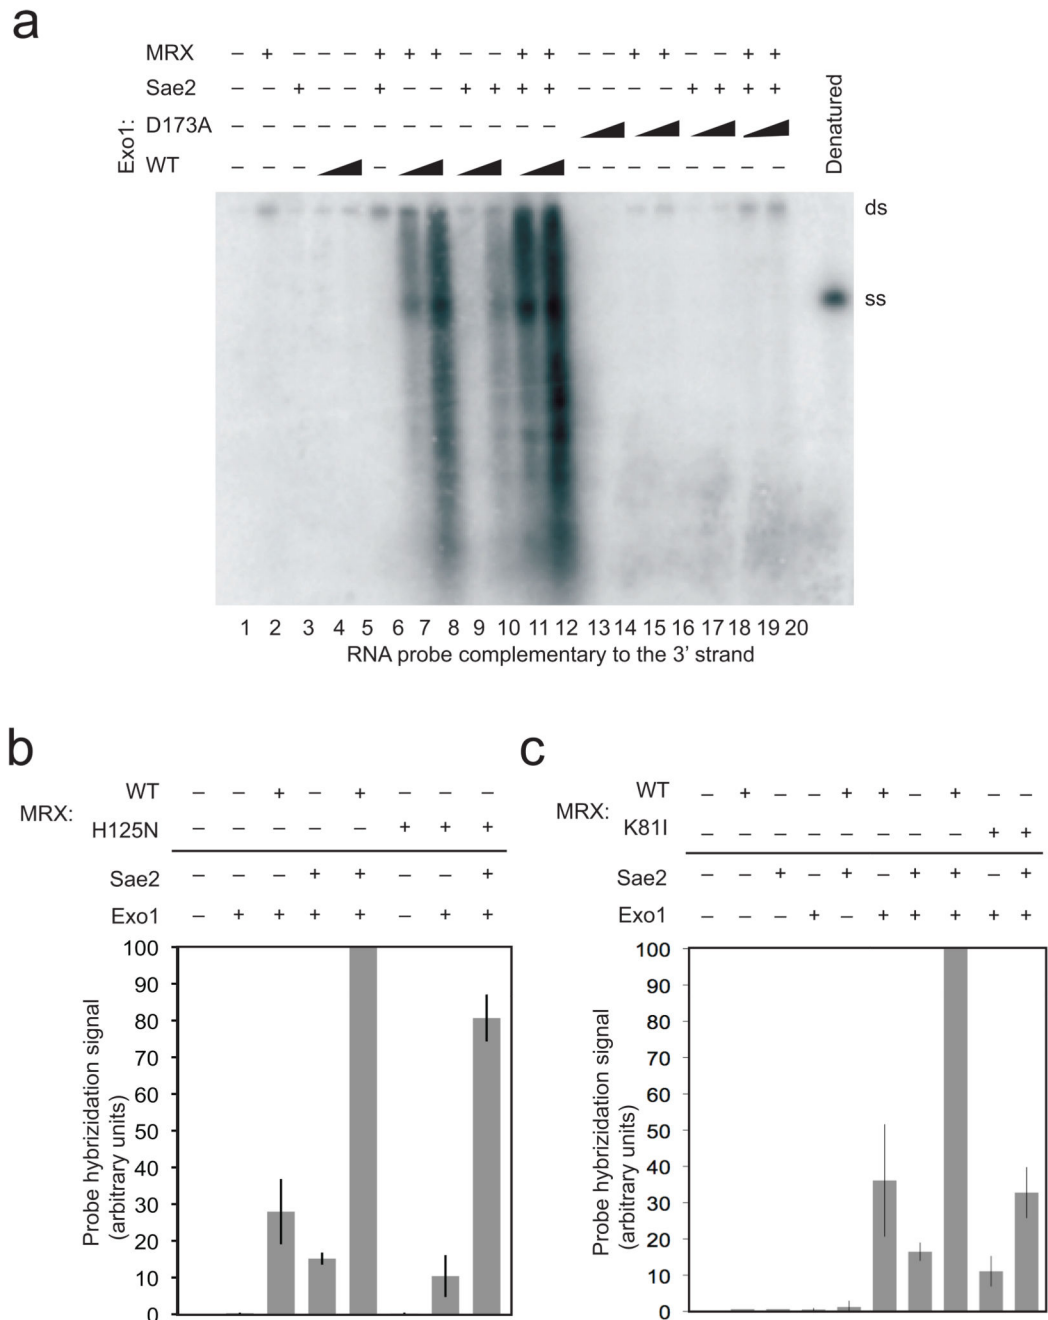 a
MRX – + – – – + + + – – + + – – + + – – + +
Sae2 – – + – – + – – + + + + – – – – + + + +
Exo1:
D173A – – – – – – – – – – – –
WT – – – – – – – – – – – –
Denatured
ds
ss
1 2 3 4 5 6 7 8 9 10 11 12 13 14 15 16 17 18 19 20
RNA probe complementary to the 3’ strand
b
MRX:
WT – – + – + – – –
H125N – – – – – + + +
Sae2 – – – + + – – +
Exo1 – + + + + – + +
Probe hybrizidation signal
(arbitrary units)
100
90
80
70
60
50
40
30
20
10
0
c
MRX:
WT – + – – + + – + – –
K81I – – – – – – – – + +
Sae2 – – + – + – + + – +
Exo1 – – – + – + + + + +
Probe hybrizidation signal
(arbitrary units)
100
90
80
70
60
50
40
30
20
10
0